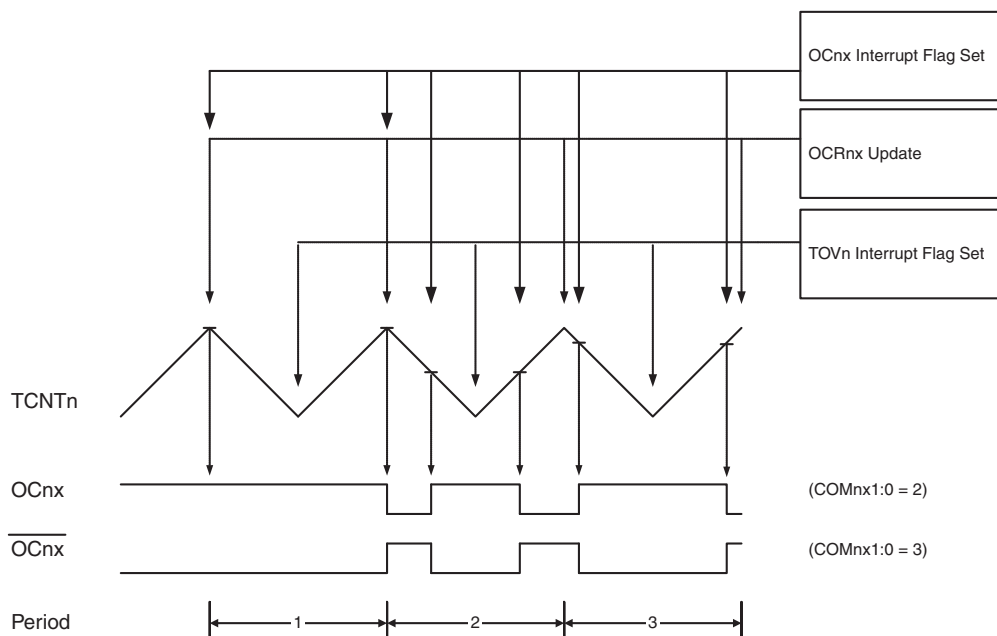 OCnx Interrupt Flag Set
OCRnx Update
TOVn Interrupt Flag Set
TCNTn
OCnx
(COMnx1:0 = 2)
OCnx
(COMnx1:0 = 3)
Period
1
2
3